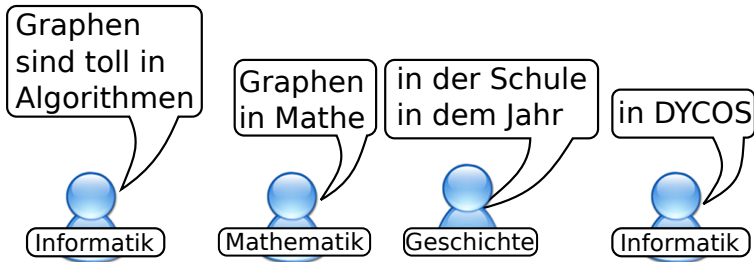 Graphen
sind toll in
Algorithmen
Informatik
Graphen
in Mathe
Mathematik
in der Schule
in dem Jahr
Geschichte
in DYCOS
Informatik